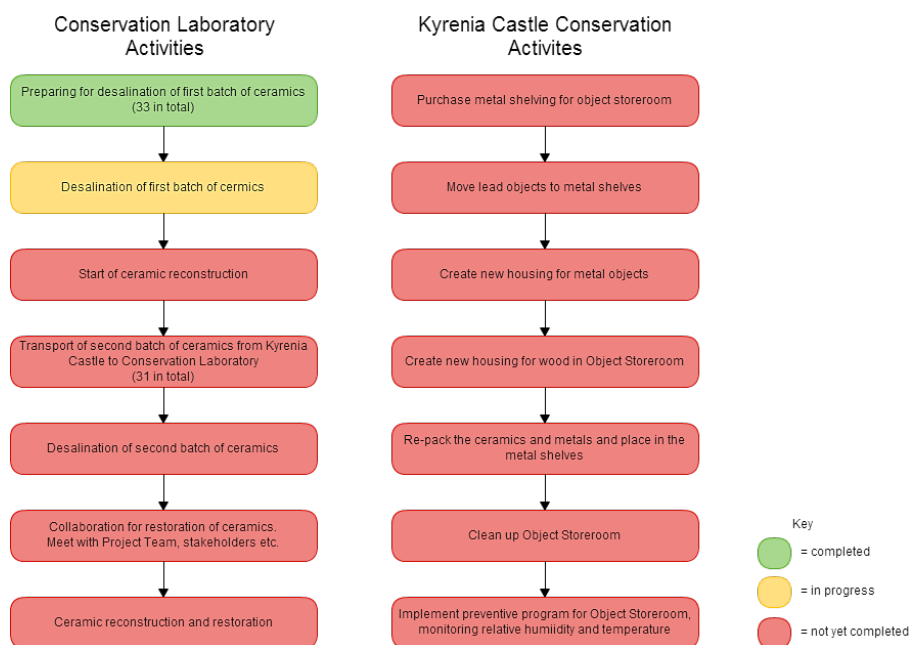 Conservation Laboratory
Activities
Preparing for desalination of first batch of ceramics
(33 in total)
Desalination of first batch of cermics
Start of ceramic reconstruction
Transport of second batch of ceramics from Kyrenia
Castle to Conservation Laboratory
(31 in total)
Desalination of second batch of ceramics
Collaboration for restoration of ceramics.
Meet with Project Team, stakeholders etc.
Ceramic reconstruction and restoration
Kyrenia Castle Conservation
Activites
Purchase metal shelving for object storeroom
Move lead objects to metal shelves
Create new housing for metal objects
Create new housing for wood in Object Storeroom
Re-pack the ceramics and metals and place in the
metal shelves
Clean up Object Storeroom
Implement preventive program for Object Storeroom,
monitoring relative humiidity and temperature
Key
= completed
= in progress
= not yet completed